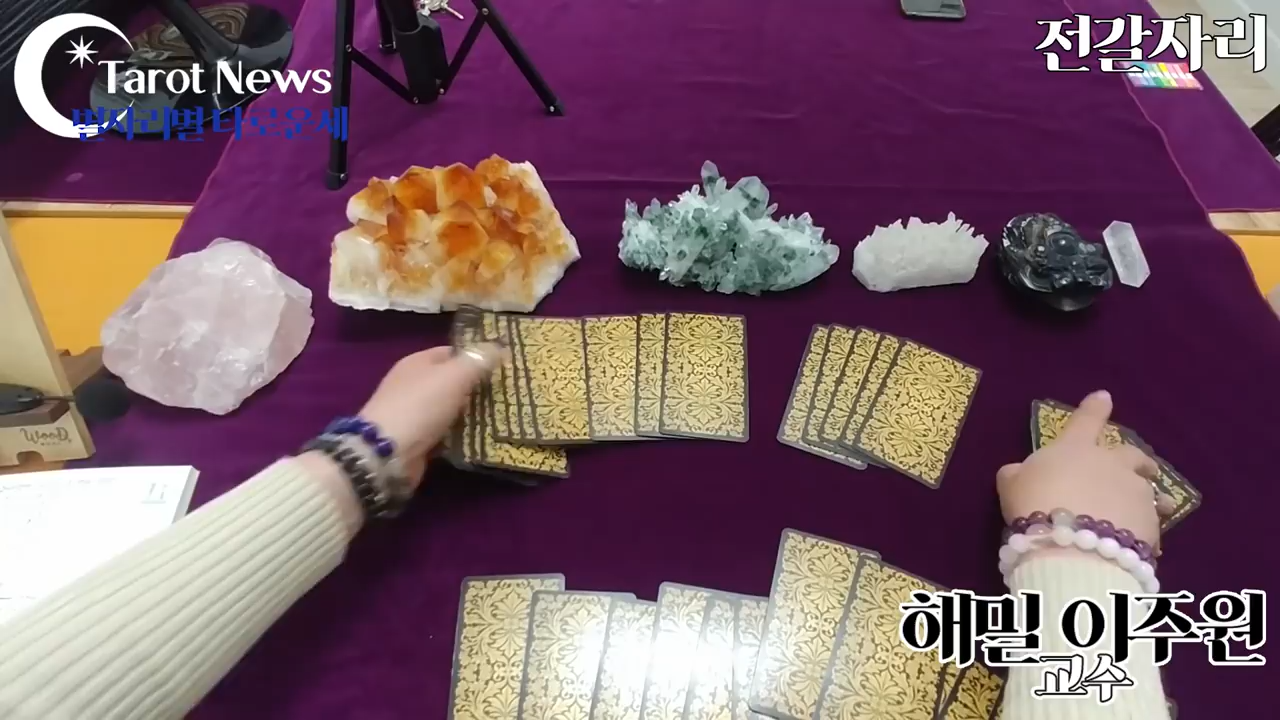 Tarot News
별자리별 타로운세
전갈자리
WooD
해밀 이주원
교수